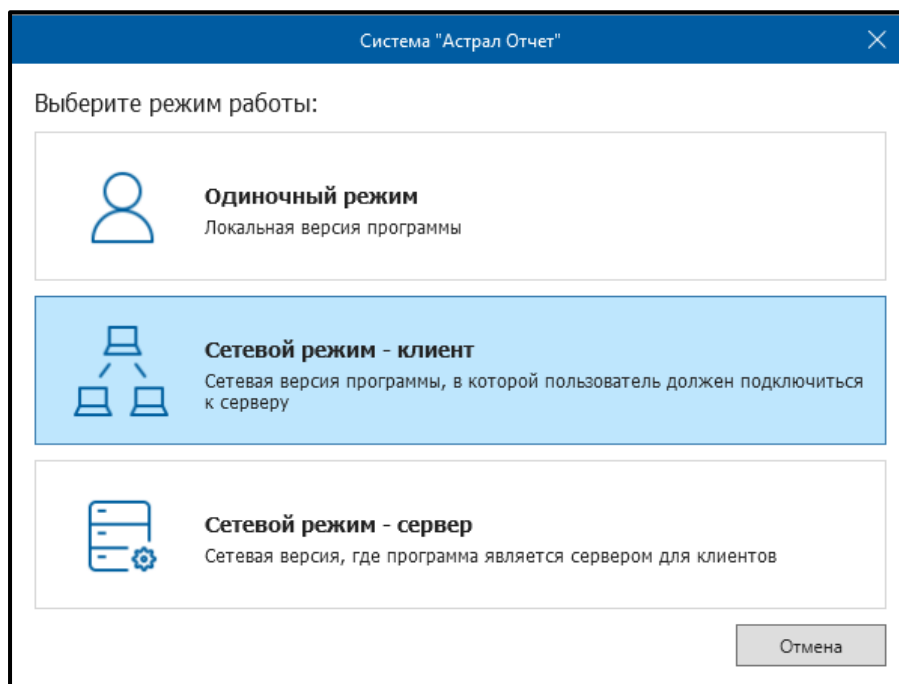 Система "Астрал Отчет"
Выберите режим работы:
Одиночный режим
Локальная версия программы
Сетевой режим - клиент
Сетевая версия программы, в которой пользователь должен подключиться
к серверу
Сетевой режим - сервер
Сетевая версия, где программа является сервером для клиентов
Отмена